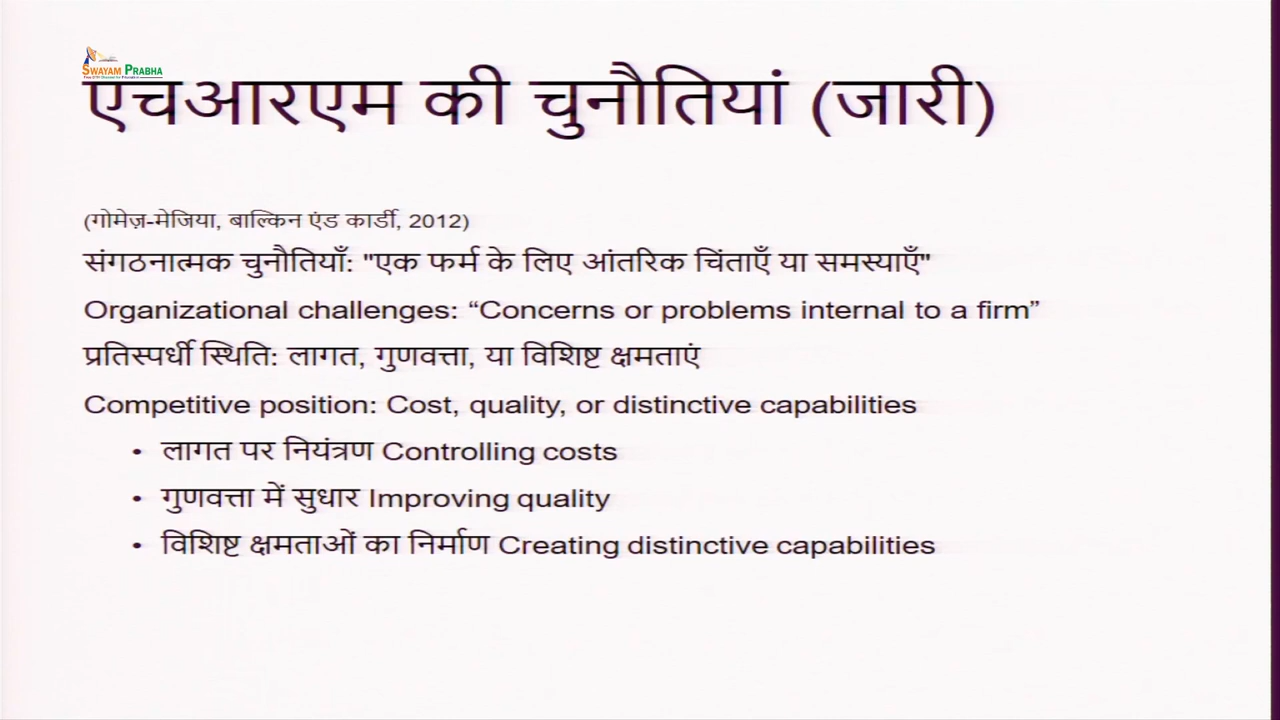 SWAYAM PRABHA
एचआरएम की चुनौतियां (जारी)
(गोमेज़-मेजिया, बाल्किन एंड कार्डी, 2012)
संगठनात्मक चुनौतियाँ: "एक फर्म के लिए आंतरिक चिंताएँ या समस्याएँ"
Organizational challenges: “Concerns or problems internal to a firm”
प्रतिस्पर्धी स्थिति: लागत, गुणवत्ता, या विशिष्ट क्षमताएं
Competitive position: Cost, quality, or distinctive capabilities
• लागत पर नियंत्रण Controlling costs
• गुणवत्ता में सुधार Improving quality
• विशिष्ट क्षमताओं का निर्माण Creating distinctive capabilities